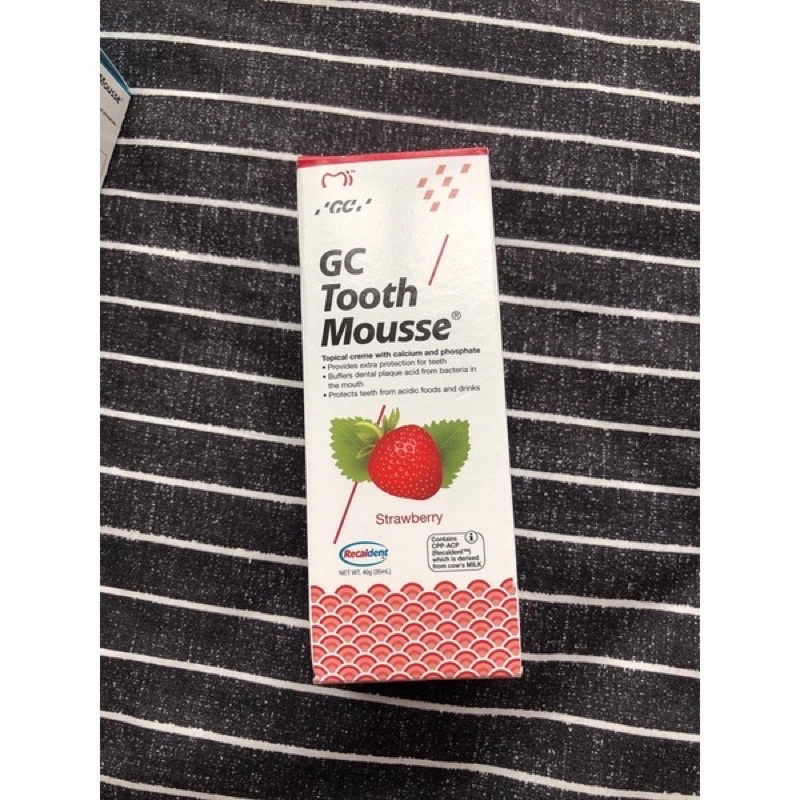 Mousse®
Mi™
'GC'
GC
Tooth
Mousse®
Topical creme with calcium and phosphate
• Provides extra protection for teeth
• Buffers dental plaque acid from bacteria in
the mouth
• Protects teeth from acidic foods and drinks
Strawberry
Recaldent
NET WT. 40g (35mL)
Contains
CPP-ACP
(Recaldent™)
which is derived
from cow's MILK
i